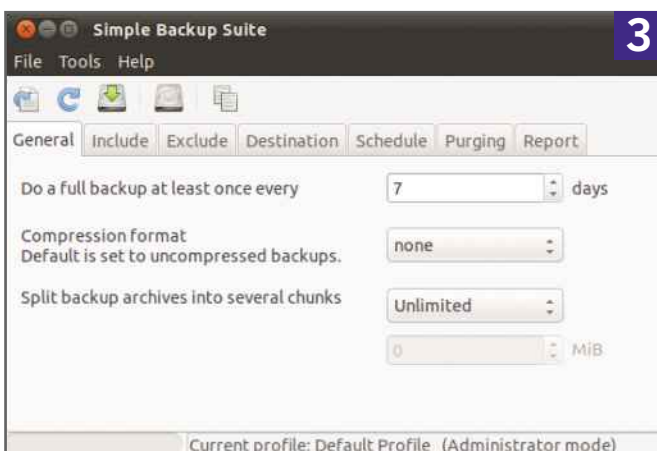 Simple Backup Suite
3
File Tools Help
General Include Exclude Destination Schedule Purging Report
Do a full backup at least once every 7 days
Compression format
Default is set to uncompressed backups. none
Split backup archives into several chunks Unlimited
0 MiB
Current profile: Default Profile (Administrator mode)